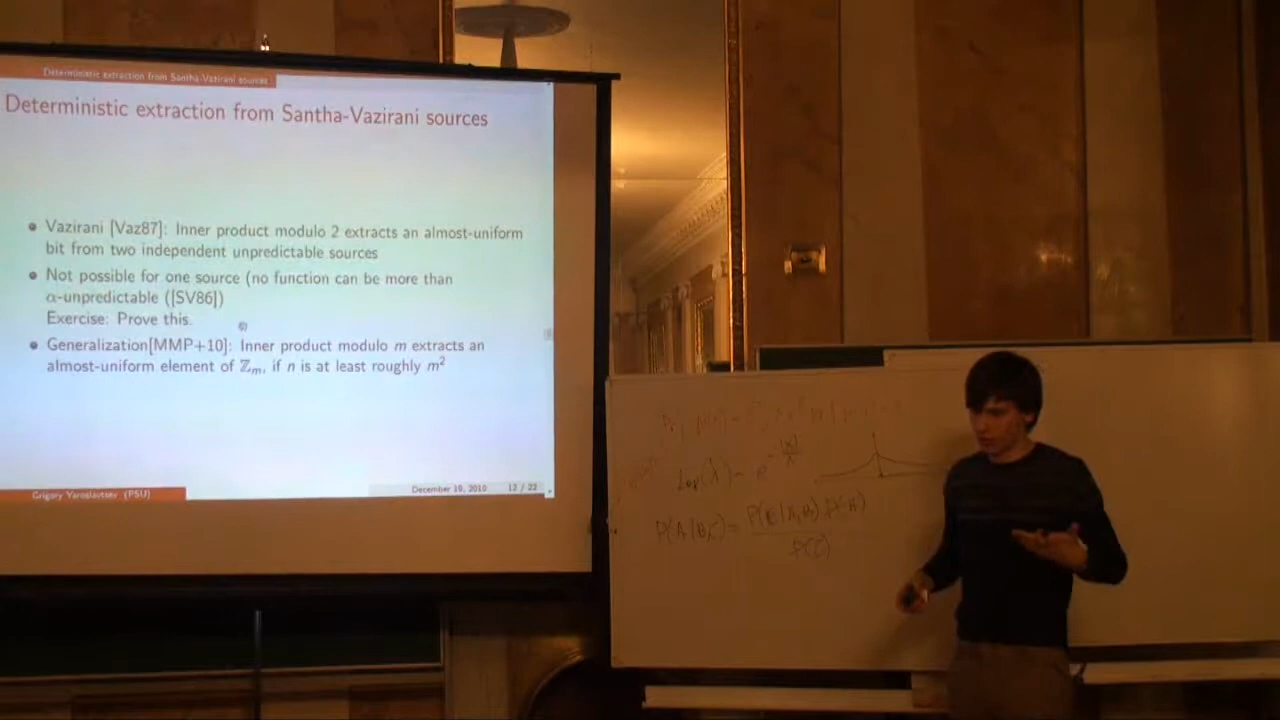 Deterministic extraction from Santha-Vazirani sources
Deterministic extraction from Santha-Vazirani sources
Vazirani [Vaz87]: Inner product modulo 2 extracts an almost-uniform
bit from two independent unpredictable sources
Not possible for one source (no function can be more than
α-unpredictable ([SV86])
Exercise: Prove this.
Generalization[MMP+10]: Inner product modulo m extracts an
almost-uniform element of ℤₘ, if n is at least roughly m²
Grigory Yaroslavtsev (PSU)
December 18, 2010 12 / 22
Lap(λ) ~ e^{-|x|/λ}
P(A|B,C) =
P(C)